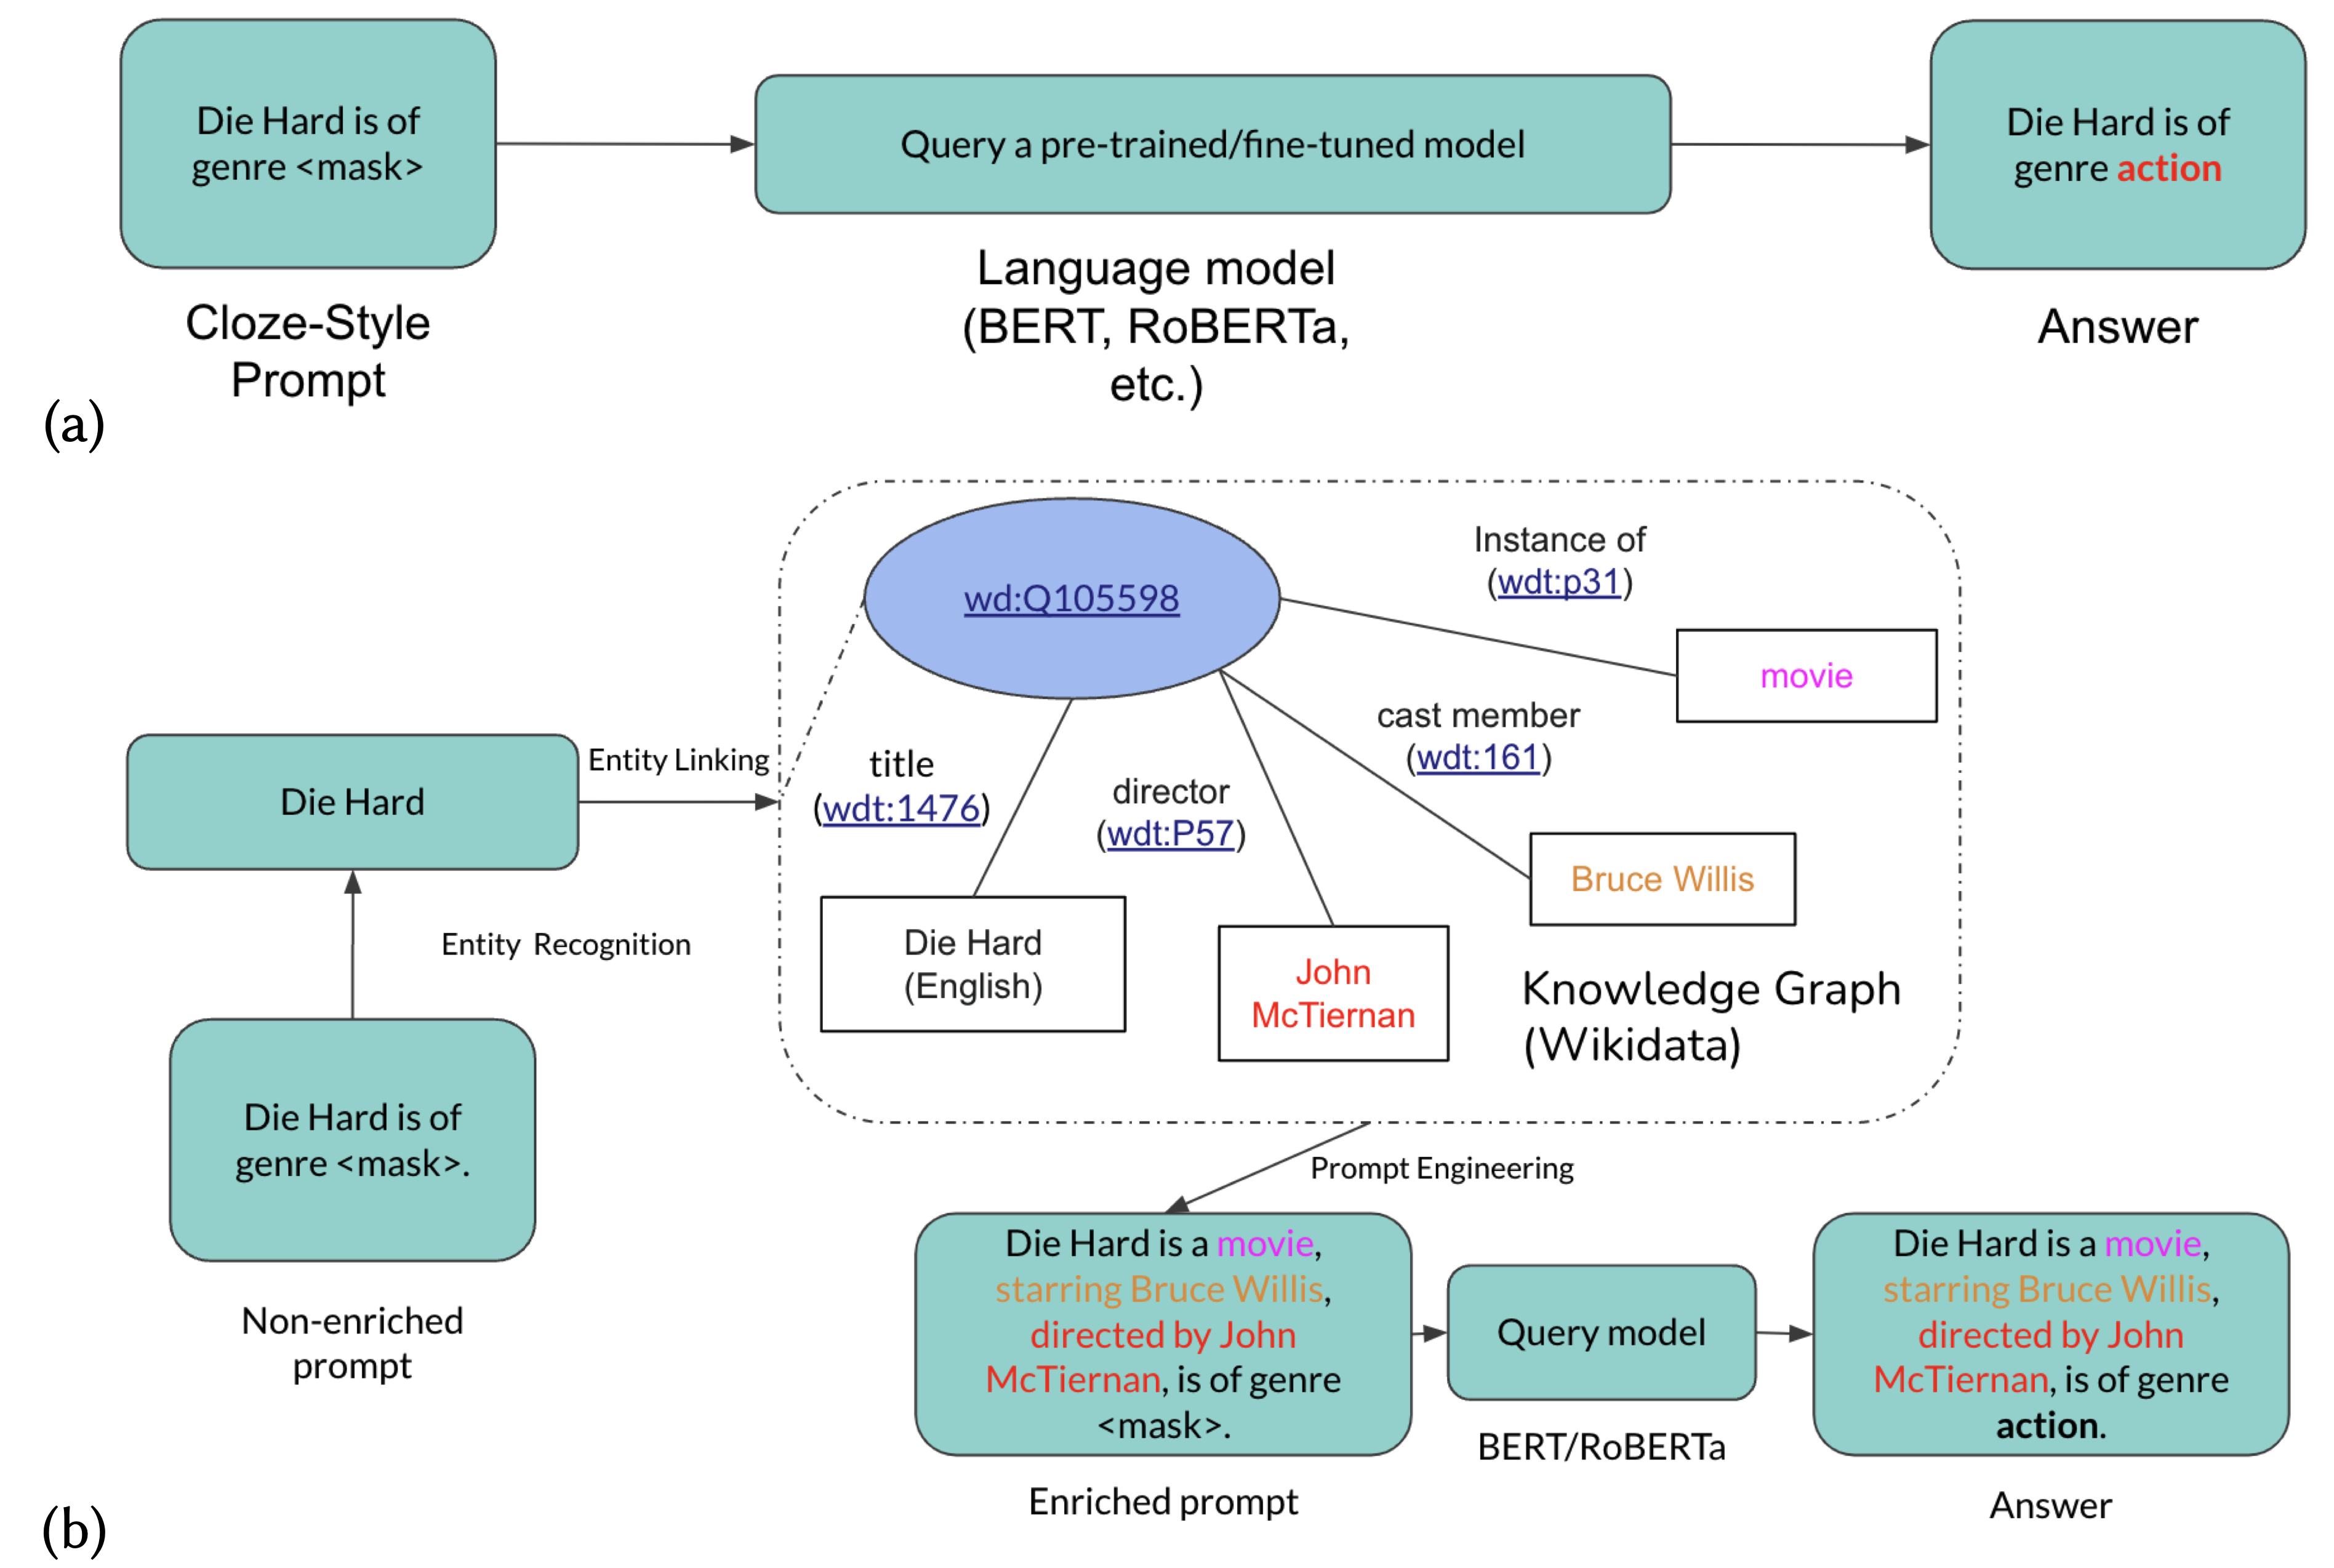 Die Hard is of
genre <mask>
Query a pre-trained/fine-tuned model
Die Hard is of
genre action
Cloze-Style
Prompt
Language model
(BERT, RoBERTa,
etc.)
Answer
(a)
wd:Q105598
Instance of
(wdt:p31)
movie
cast member
(wdt:161)
Bruce Willis
title
(wdt:1476)
director
(wdt:P57)
Die Hard
(English)
John
McTiernan
Knowledge Graph
(Wikidata)
Die Hard
Entity Linking
Entity Recognition
Die Hard is of
genre <mask>.
Non-enriched
prompt
Prompt Engineering
Die Hard is a movie,
starring Bruce Willis,
directed by John
McTiernan, is of genre
<mask>.
Enriched prompt
Query model
BERT/RoBERTa
Die Hard is a movie,
starring Bruce Willis,
directed by John
McTiernan, is of genre
action.
Answer
(b)